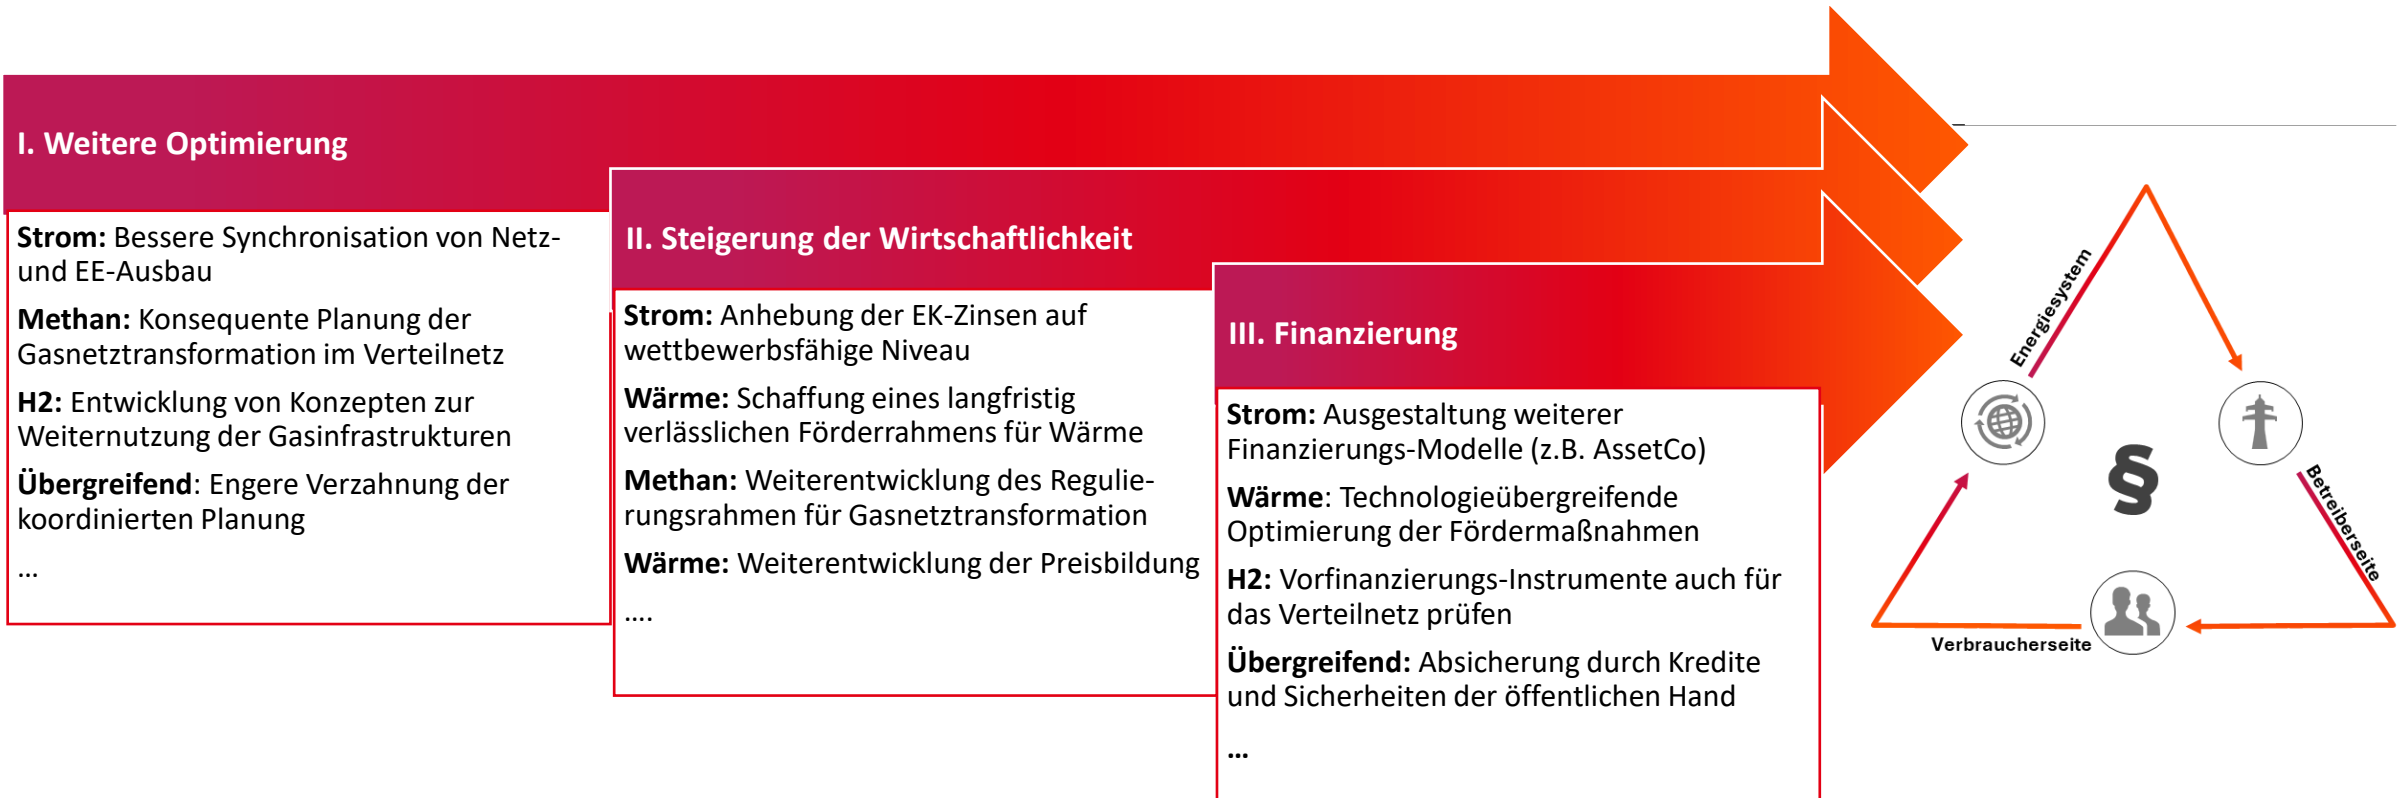 I. Weitere Optimierung
Strom: Bessere Synchronisation von Netz-
und EE-Ausbau
Methan: Konsequente Planung der
Gasnetztransformation im Verteilnetz
H2: Entwicklung von Konzepten zur
Weiternutzung der Gasinfrastrukturen
Übergreifend: Engere Verzahnung der
koordinierten Planung
…
II. Steigerung der Wirtschaftlichkeit
Strom: Anhebung der EK-Zinsen auf
wettbewerbsfähige Niveau
Wärme: Schaffung eines langfristig
verlässlichen Förderrahmens für Wärme
Methan: Weiterentwicklung des Regulie-
rungsrahmen für Gasnetztransformation
Wärme: Weiterentwicklung der Preisbildung
….
III. Finanzierung
Strom: Ausgestaltung weiterer
Finanzierungs-Modelle (z.B. AssetCo)
Wärme: Technologieübergreifende
Optimierung der Fördermaßnahmen
H2: Vorfinanzierungs-Instrumente auch für
das Verteilnetz prüfen
Übergreifend: Absicherung durch Kredite
und Sicherheiten der öffentlichen Hand
…
Energiesystem
§
Betreiberseite
Verbraucherseite